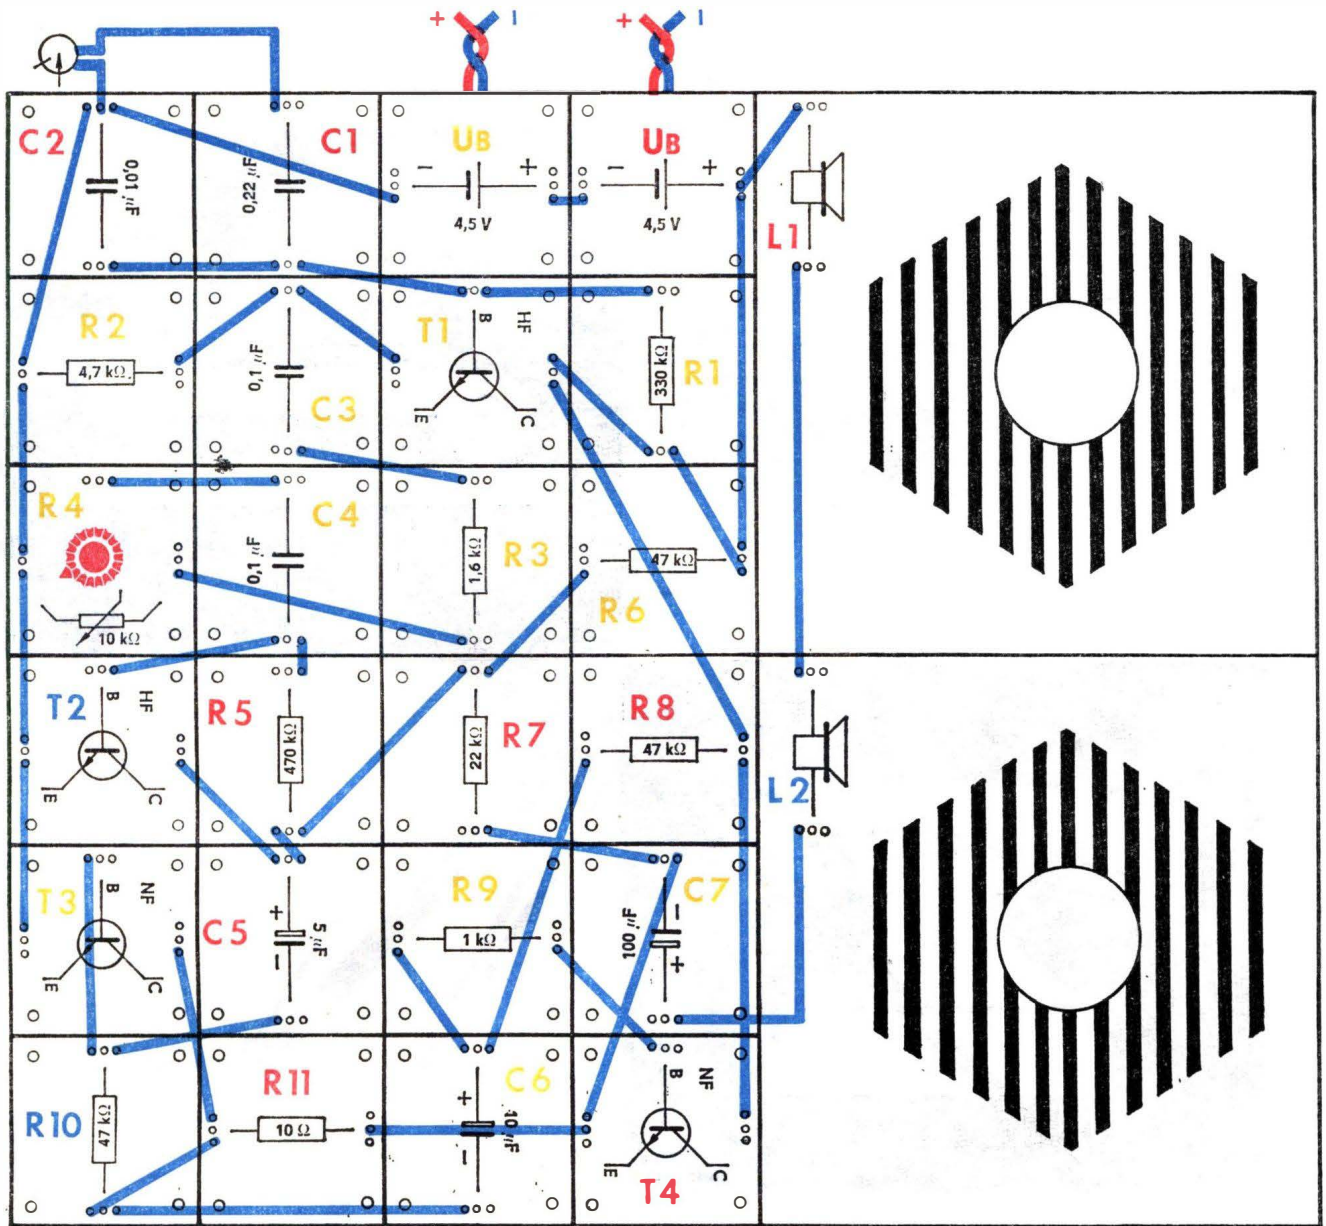 + I + I
C2 0,01 µF
C1 0,22 µF
UB − + 4,5 V
UB − + 4,5 V
L1
R2 4,7 kΩ
0,1 µF C3
T1 B HF E C
330 kΩ R1
R4 10 kΩ
C4 0,1 µF
1,6 kΩ R3
47 kΩ R6
T2 B HF E C
R5 470 kΩ
22 kΩ R7
R8 47 kΩ
L2
T3 B NF E C
C5 + 5 µF −
R9 1 kΩ
C7 100 µF − +
R10 47 kΩ
R11 10 Ω
C6 + 10 µF −
B NF E C T4